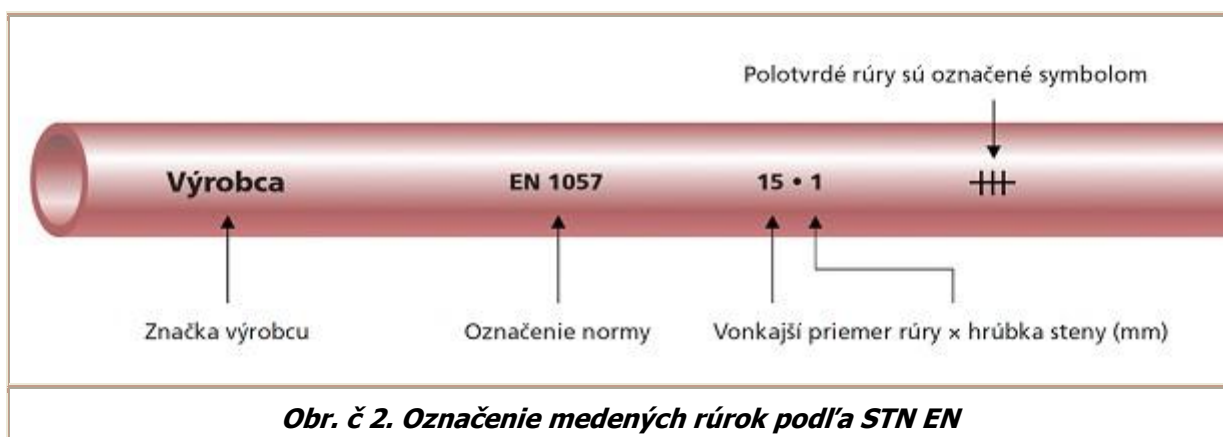 Polotvrdé rúry sú označené symbolom
Výrobca
EN 1057
15 • 1
Značka výrobcu
Označenie normy
Vonkajší priemer rúry × hrúbka steny (mm)
Obr. č 2. Označenie medených rúrok podľa STN EN